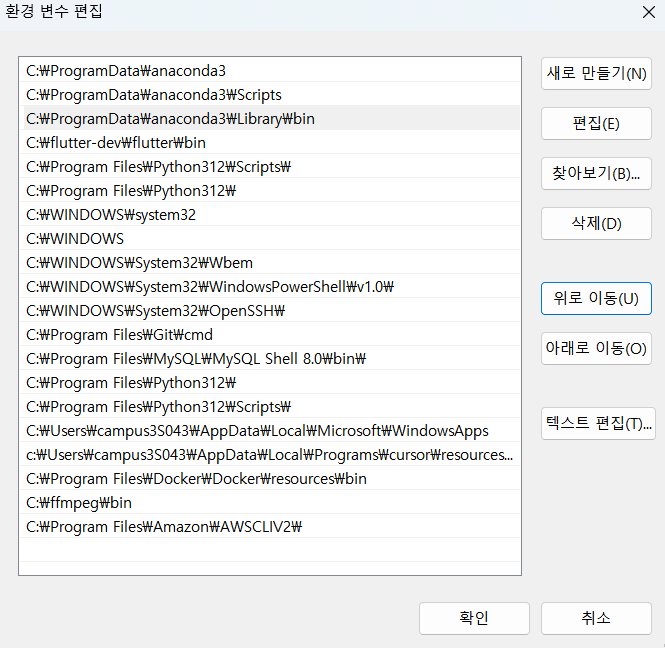 환경 변수 편집
C:₩ProgramData₩anaconda3
C:₩ProgramData₩anaconda3₩Scripts
C:₩ProgramData₩anaconda3₩Library₩bin
C:₩flutter-dev₩flutter₩bin
C:₩Program Files₩Python312₩Scripts₩
C:₩Program Files₩Python312₩
C:₩WINDOWS₩system32
C:₩WINDOWS
C:₩WINDOWS₩System32₩Wbem
C:₩WINDOWS₩System32₩WindowsPowerShell₩v1.0₩
C:₩WINDOWS₩System32₩OpenSSH₩
C:₩Program Files₩Git₩cmd
C:₩Program Files₩MySQL₩MySQL Shell 8.0₩bin₩
C:₩Program Files₩Python312₩
C:₩Program Files₩Python312₩Scripts₩
C:₩Users₩campus3S043₩AppData₩Local₩Microsoft₩WindowsApps
c:₩Users₩campus3S043₩AppData₩Local₩Programs₩cursor₩resources...
C:₩Program Files₩Docker₩Docker₩resources₩bin
C:₩ffmpeg₩bin
C:₩Program Files₩Amazon₩AWSCLIV2₩
새로 만들기(N)
편집(E)
찾아보기(B)...
삭제(D)
위로 이동(U)
아래로 이동(O)
텍스트 편집(T)...
확인
취소